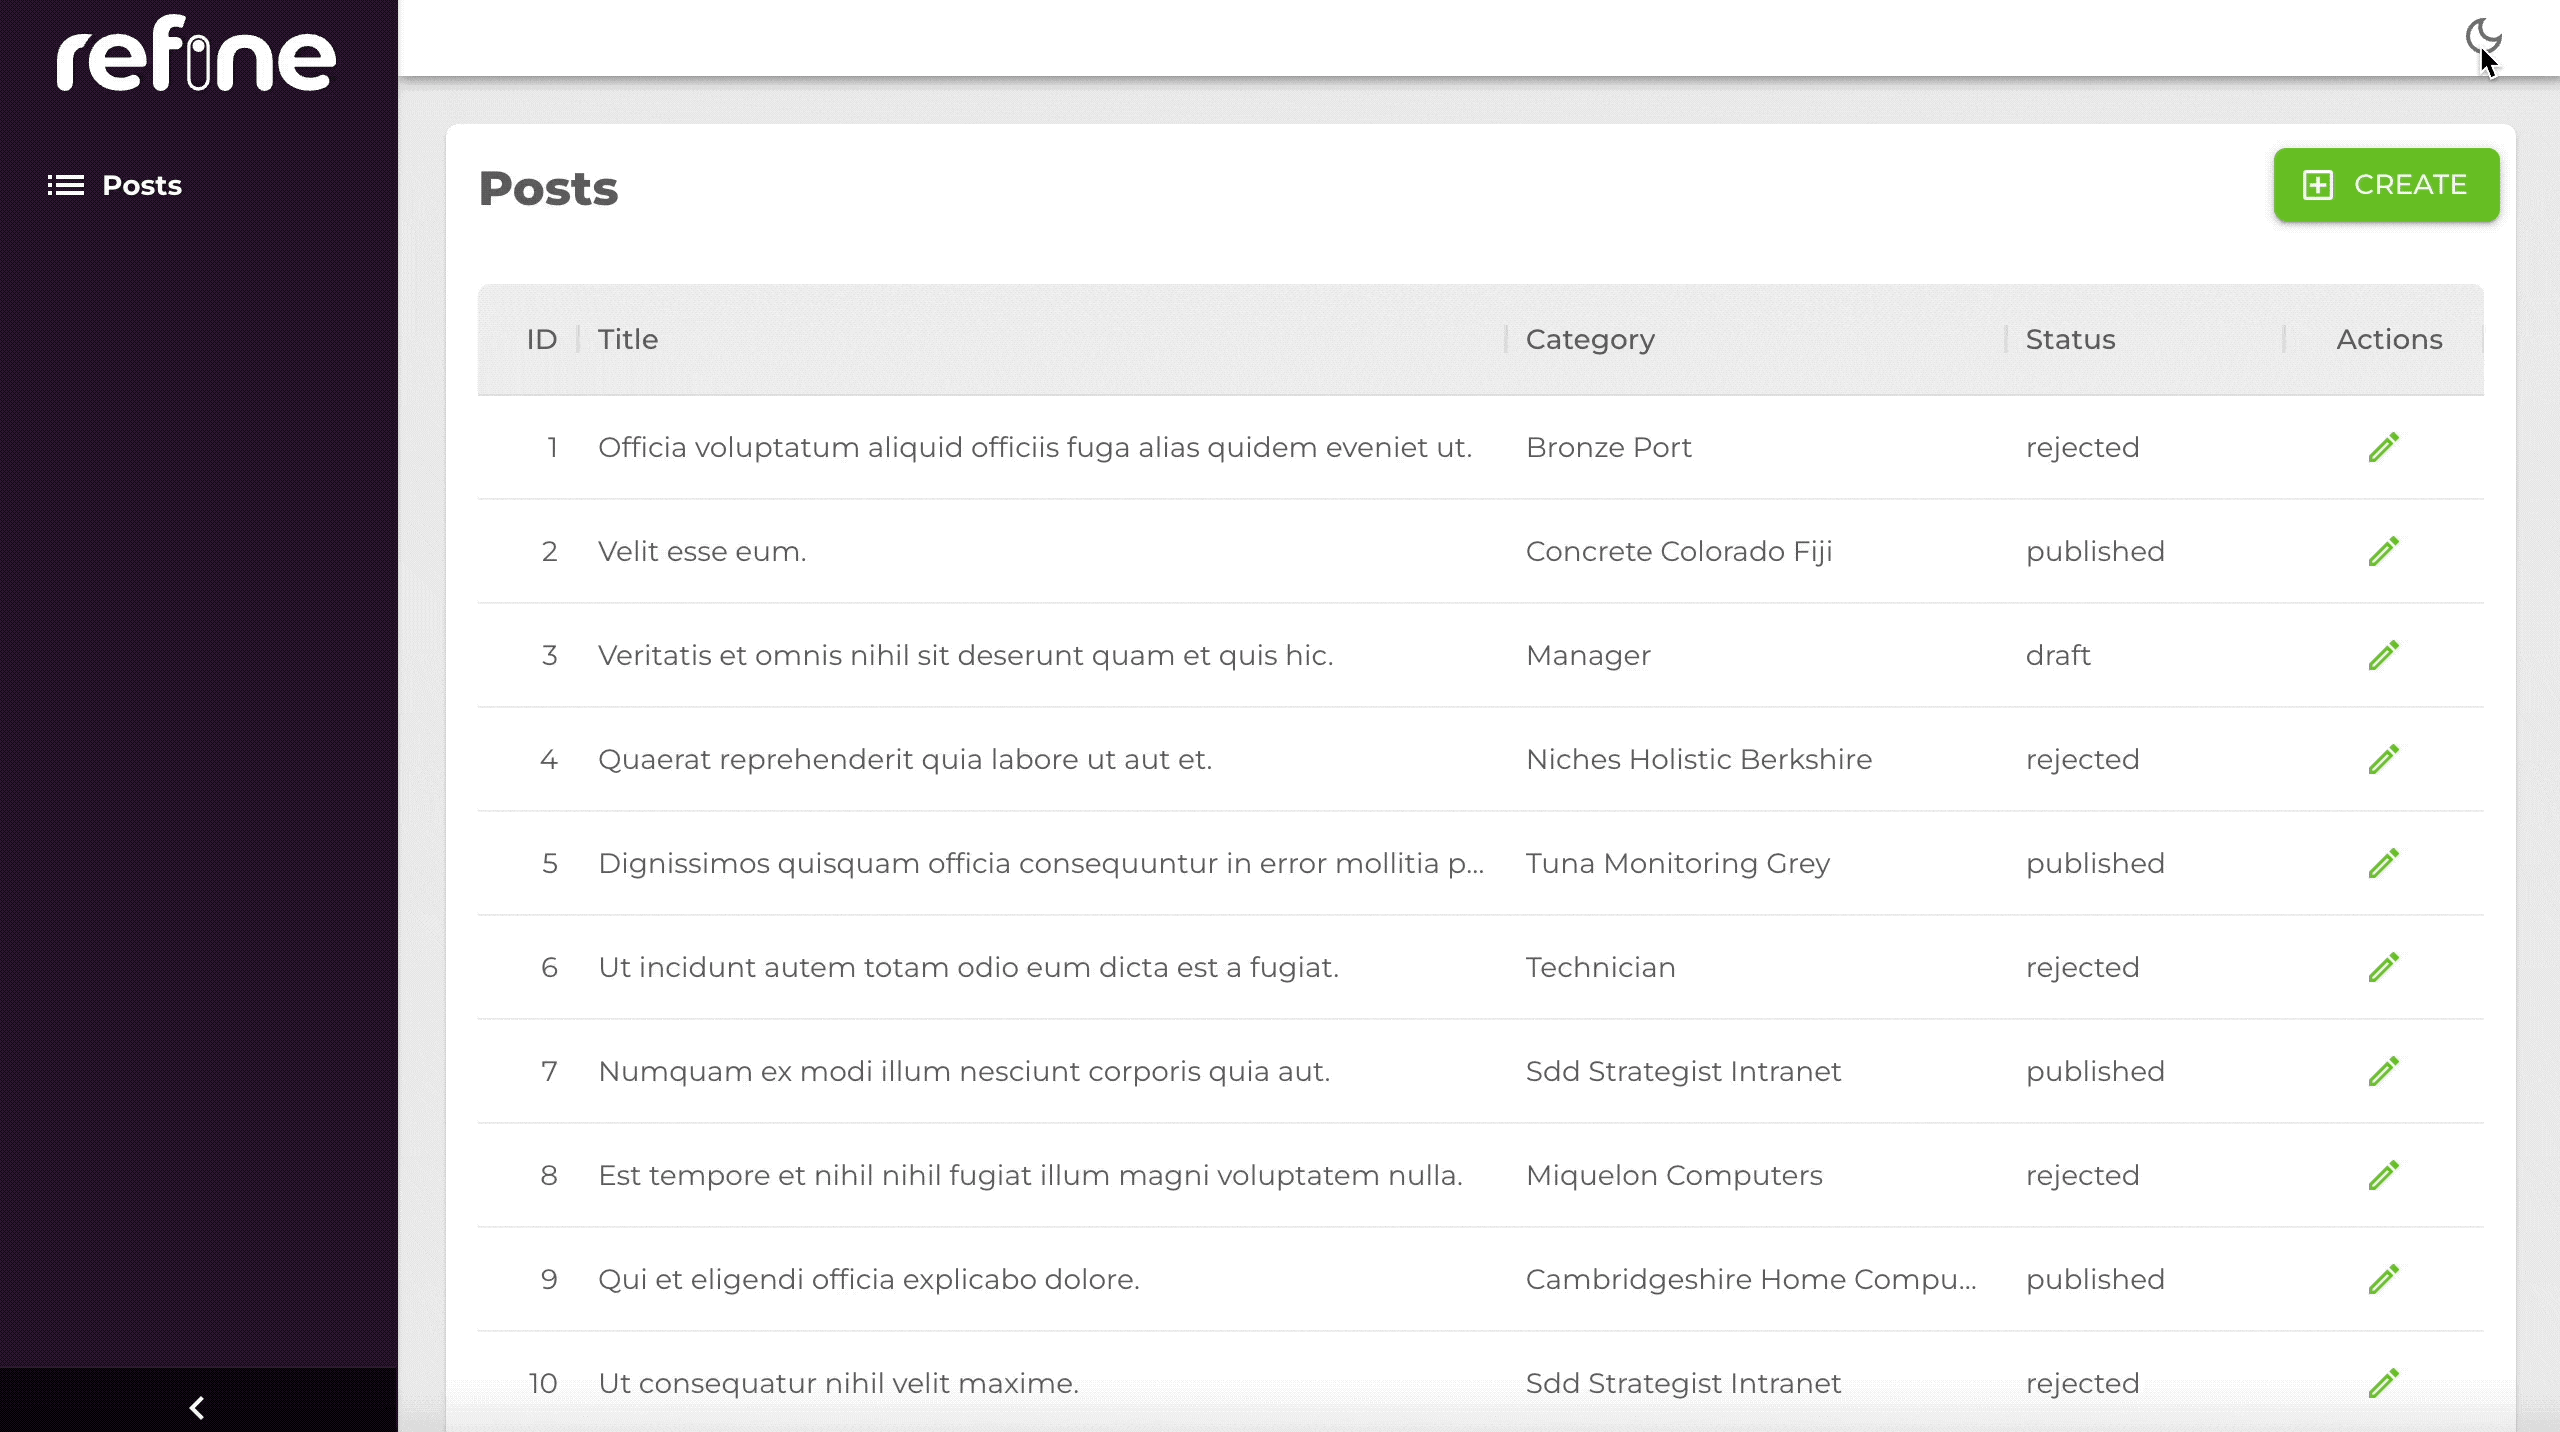 refine
Posts
Posts
CREATE
ID Title Category Status Actions
1 Officia voluptatum aliquid officiis fuga alias quidem eveniet ut. Bronze Port rejected
2 Velit esse eum. Concrete Colorado Fiji published
3 Veritatis et omnis nihil sit deserunt quam et quis hic. Manager draft
4 Quaerat reprehenderit quia labore ut aut et. Niches Holistic Berkshire rejected
5 Dignissimos quisquam officia consequuntur in error mollitia p... Tuna Monitoring Grey published
6 Ut incidunt autem totam odio eum dicta est a fugiat. Technician rejected
7 Numquam ex modi illum nesciunt corporis quia aut. Sdd Strategist Intranet published
8 Est tempore et nihil nihil fugiat illum magni voluptatem nulla. Miquelon Computers rejected
9 Qui et eligendi officia explicabo dolore. Cambridgeshire Home Compu... published
10 Ut consequatur nihil velit maxime. Sdd Strategist Intranet rejected